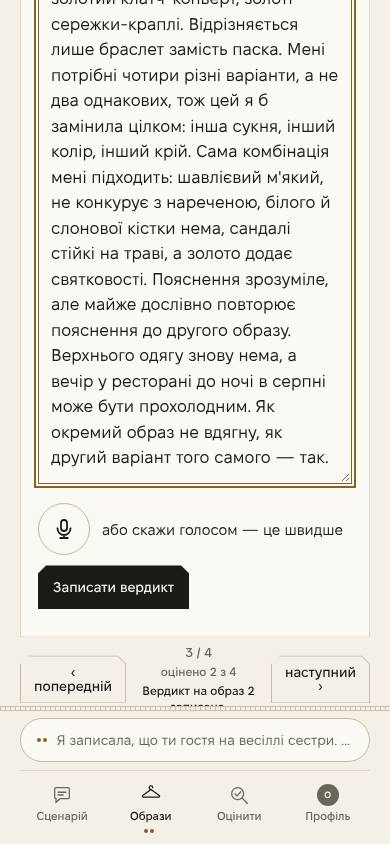 золотий клатч-конверт, золоті
сережки-краплі. Відрізняється
лише браслет замість паска. Мені
потрібні чотири різні варіанти, а не
два однакових, тож цей я б
замінила цілком: інша сукня, інший
колір, інший крій. Сама комбінація
мені підходить: шавлієвий м'який,
не конкурує з нареченою, білого й
слонової кістки нема, сандалі
стійкі на траві, а золото додає
святковості. Пояснення зрозуміле,
але майже дослівно повторює
пояснення до другого образу.
Верхнього одягу знову нема, а
вечір у ресторані до ночі в серпні
може бути прохолодним. Як
окремий образ не вдягну, як
другий варіант того самого — так.
або скажи голосом — це швидше
Записати вердикт
3 / 4
оцінено 2 з 4
Вердикт на образ 2
записано
‹
попередній
наступний
›
Я записала, що ти гостя на весіллі сестри. ...
Сценарій
Образи
Оцінити
О
Профіль